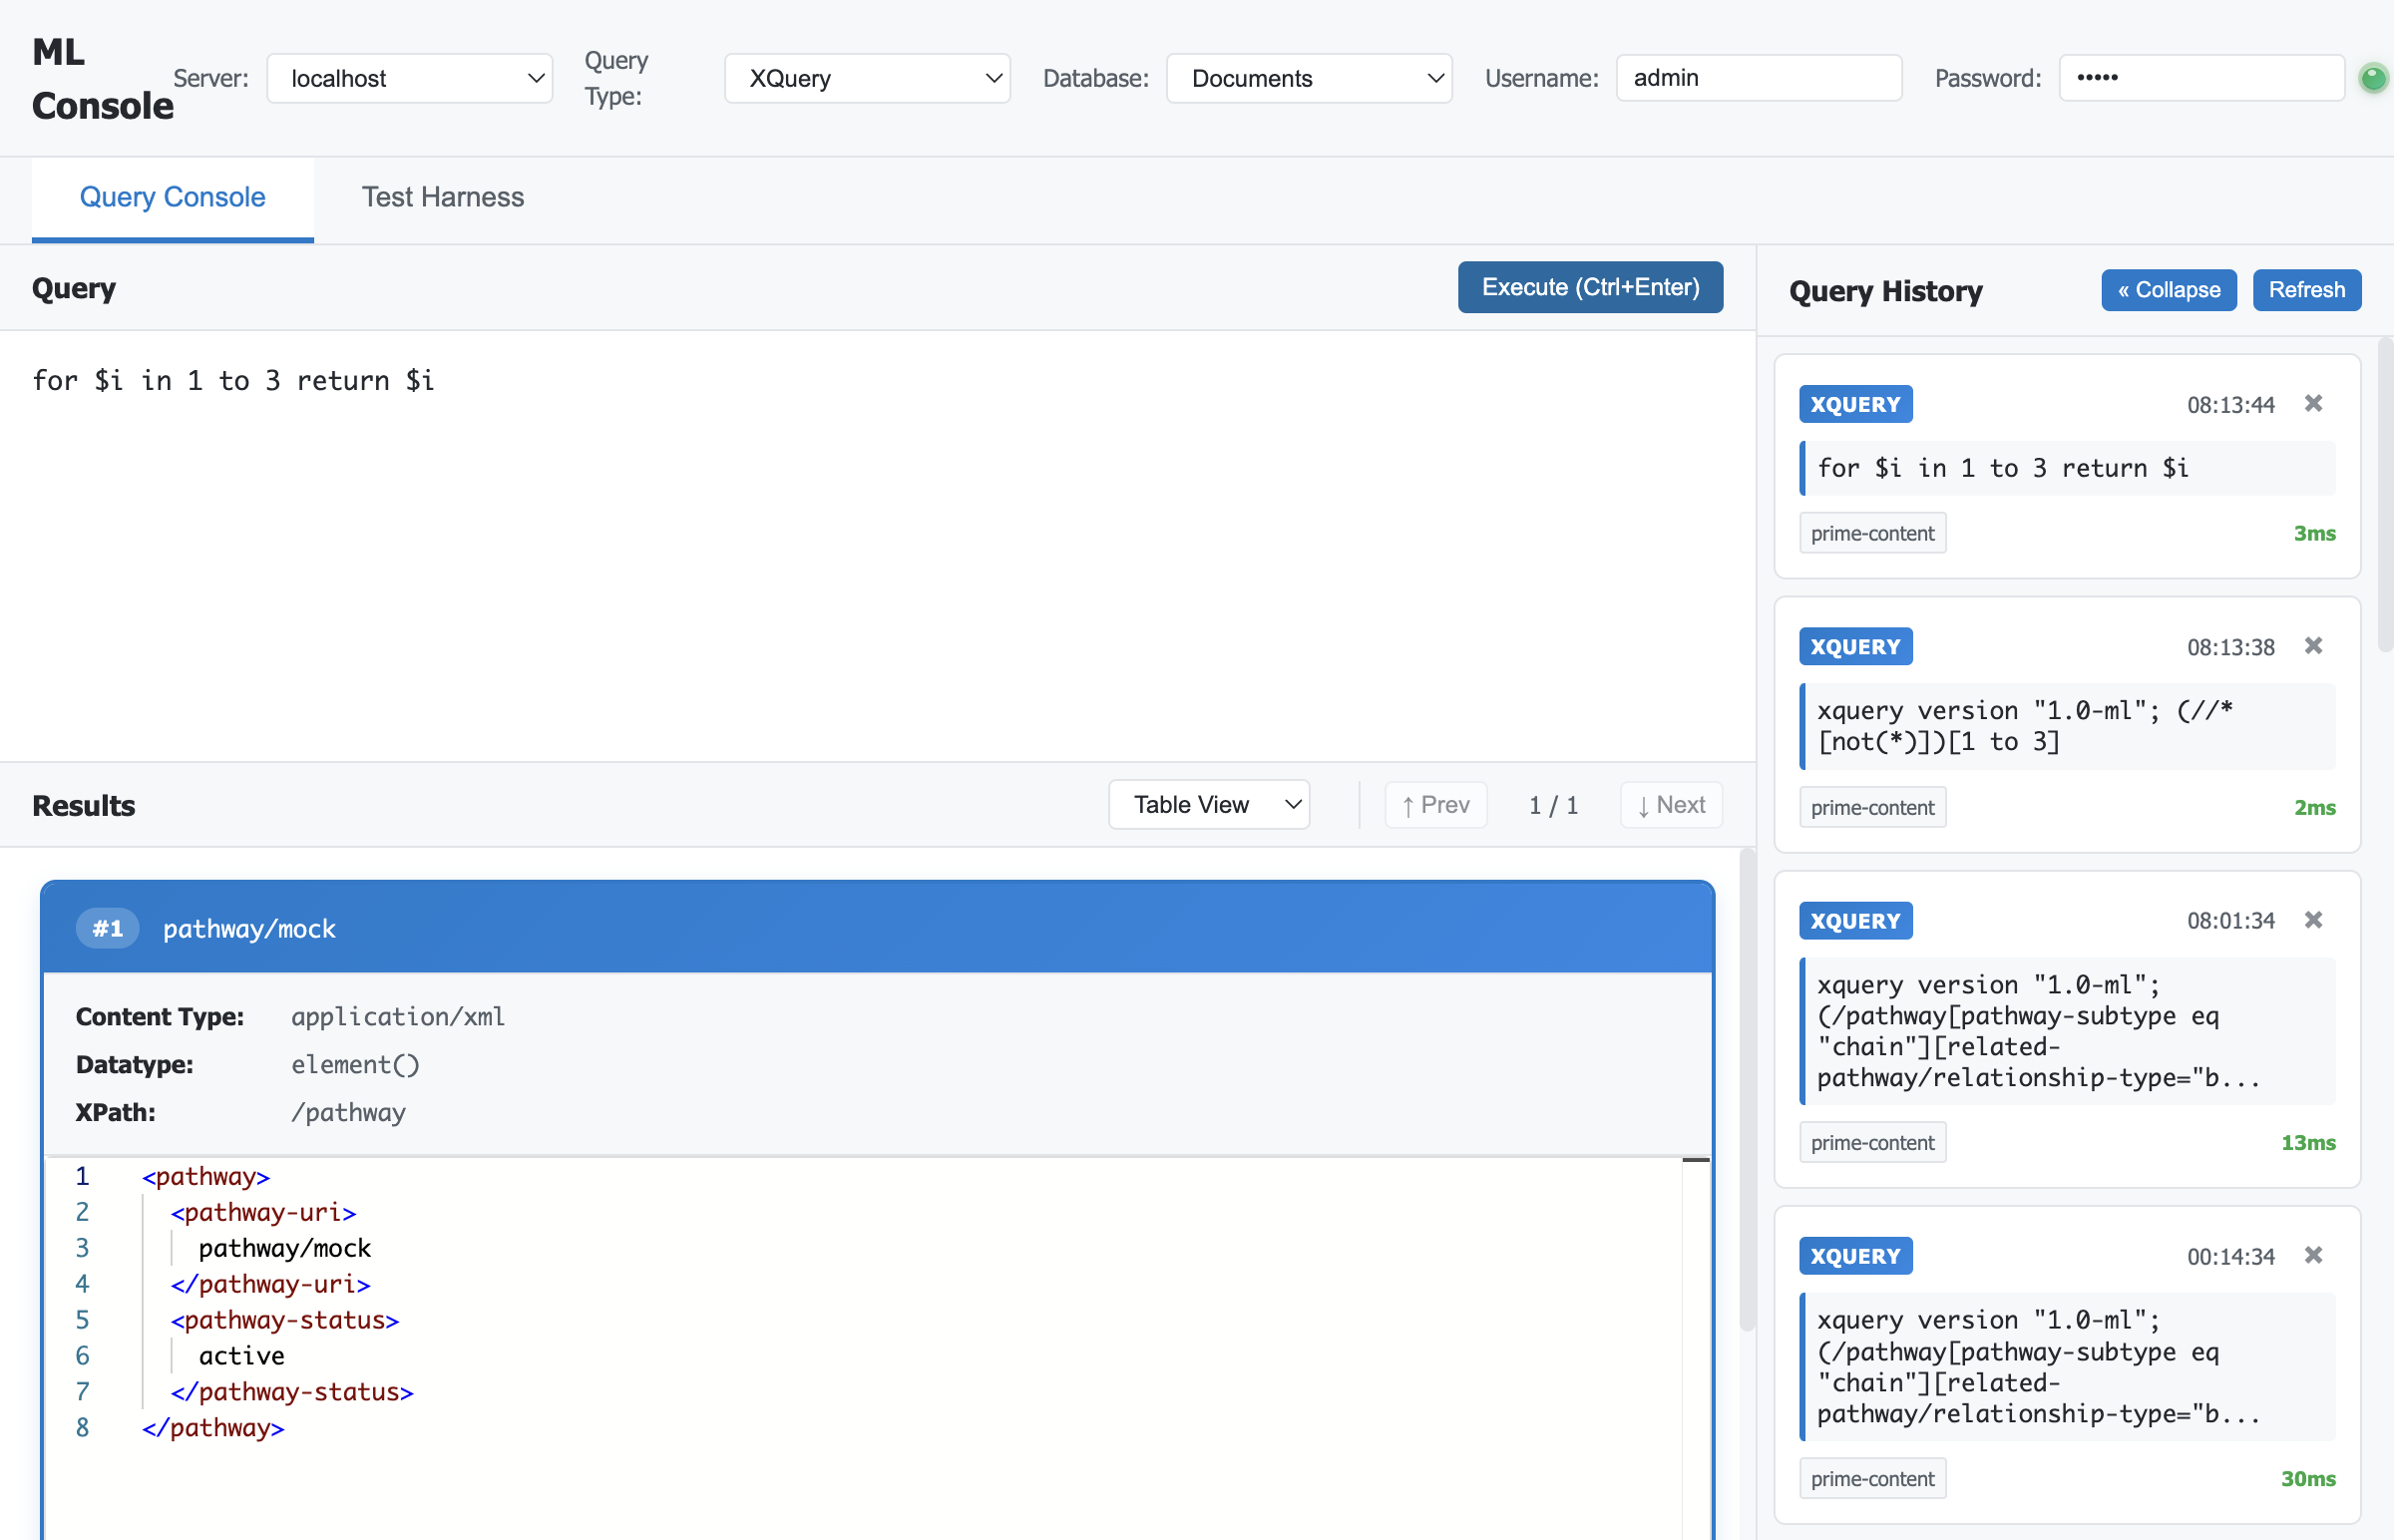 ML
Console
Server:
localhost
Query
Type:
XQuery
Database:
Documents
Username:
admin
Password:
•••••
Query Console
Test Harness
Query
Execute (Ctrl+Enter)
for $i in 1 to 3 return $i
Results
Table View
↑ Prev
1 / 1
↓ Next
#1 pathway/mock
Content Type: application/xml
Datatype: element()
XPath: /pathway
1 <pathway>
2 <pathway-uri>
3 pathway/mock
4 </pathway-uri>
5 <pathway-status>
6 active
7 </pathway-status>
8 </pathway>
Query History
« Collapse
Refresh
XQUERY 08:13:44 ✖
for $i in 1 to 3 return $i
prime-content 3ms
XQUERY 08:13:38 ✖
xquery version "1.0-ml"; (//*
[not(*)])[1 to 3]
prime-content 2ms
XQUERY 08:01:34 ✖
xquery version "1.0-ml";
(/pathway[pathway-subtype eq
"chain"][related-
pathway/relationship-type="b...
prime-content 13ms
XQUERY 00:14:34 ✖
xquery version "1.0-ml";
(/pathway[pathway-subtype eq
"chain"][related-
pathway/relationship-type="b...
prime-content 30ms